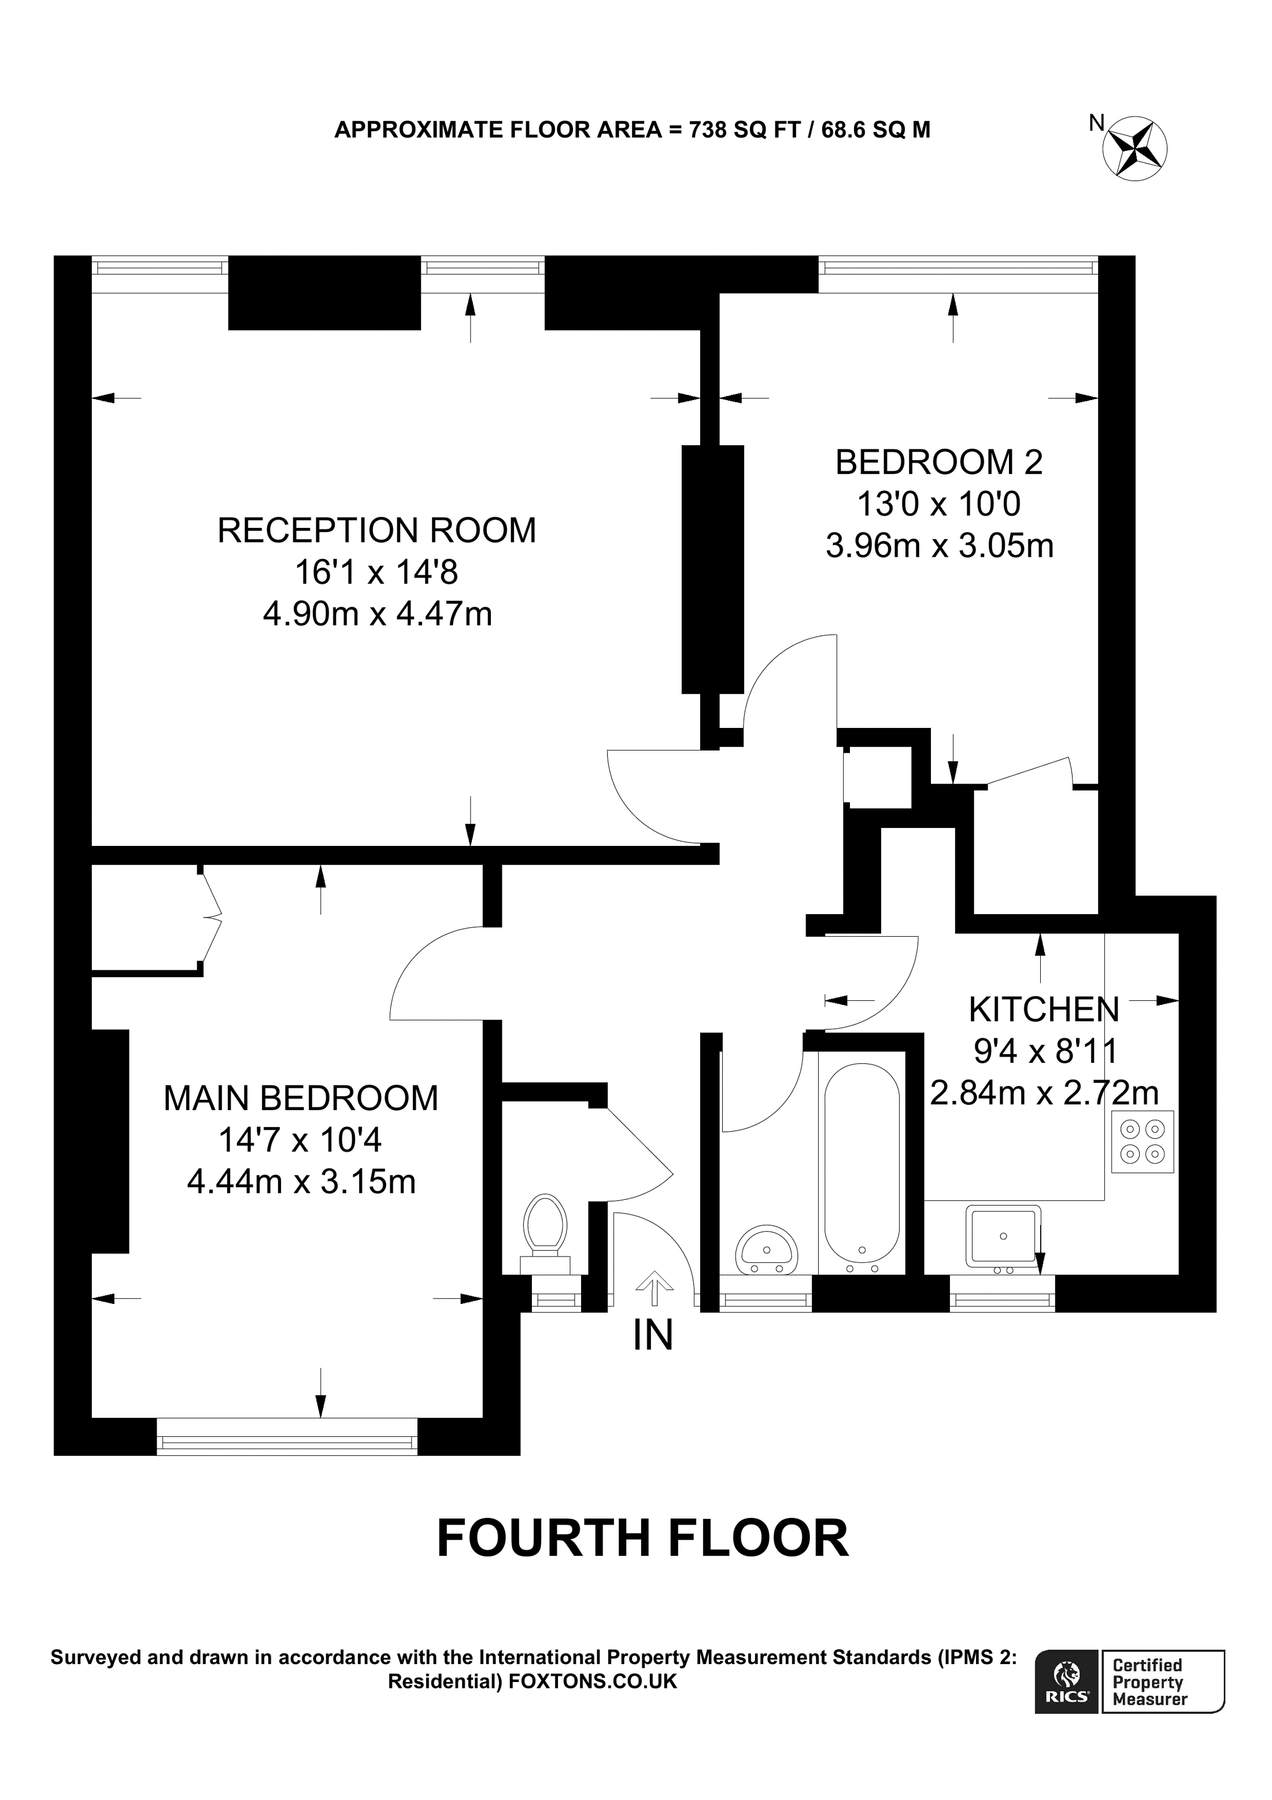 APPROXIMATE FLOOR AREA = 738 SQ FT / 68.6 SQ M
N
BEDROOM 2
13'0 x 10'0
3.96m x 3.05m
RECEPTION ROOM
16'1 x 14'8
4.90m x 4.47m
KITCHEN
9'4 x 8'11
2.84m x 2.72m
MAIN BEDROOM
14'7 x 10'4
4.44m x 3.15m
IN
FOURTH FLOOR
Surveyed and drawn in accordance with the International Property Measurement Standards (IPMS 2:
Residential) FOXTONS.CO.UK
RICS
Certified
Property
Measurer